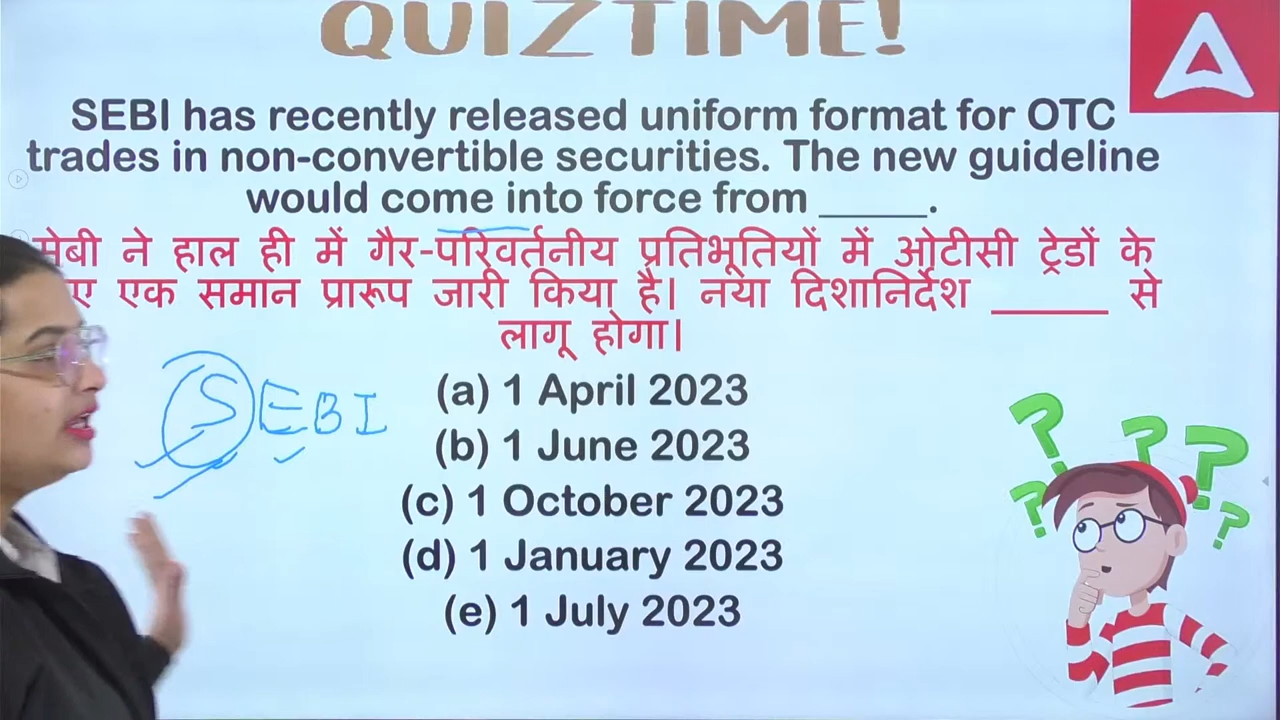 QUIZTIME!
SEBI has recently released uniform format for OTC
trades in non-convertible securities. The new guideline
would come into force from _____.
सेबी ने हाल ही में गैर-परिवर्तनीय प्रतिभूतियों में ओटीसी ट्रेडों के
एक समान प्रारूप जारी किया है। नया दिशानिर्देश _____ से
लागू होगा।
SEBI
(a) 1 April 2023
(b) 1 June 2023
(c) 1 October 2023
(d) 1 January 2023
(e) 1 July 2023